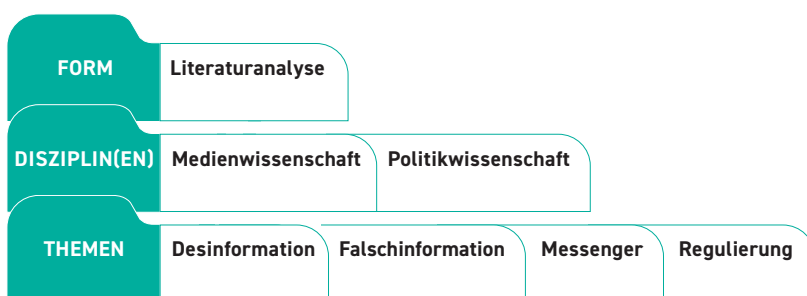 FORM Literaturanalyse
DISZIPLIN(EN) Medienwissenschaft Politikwissenschaft
THEMEN Desinformation Falschinformation Messenger Regulierung